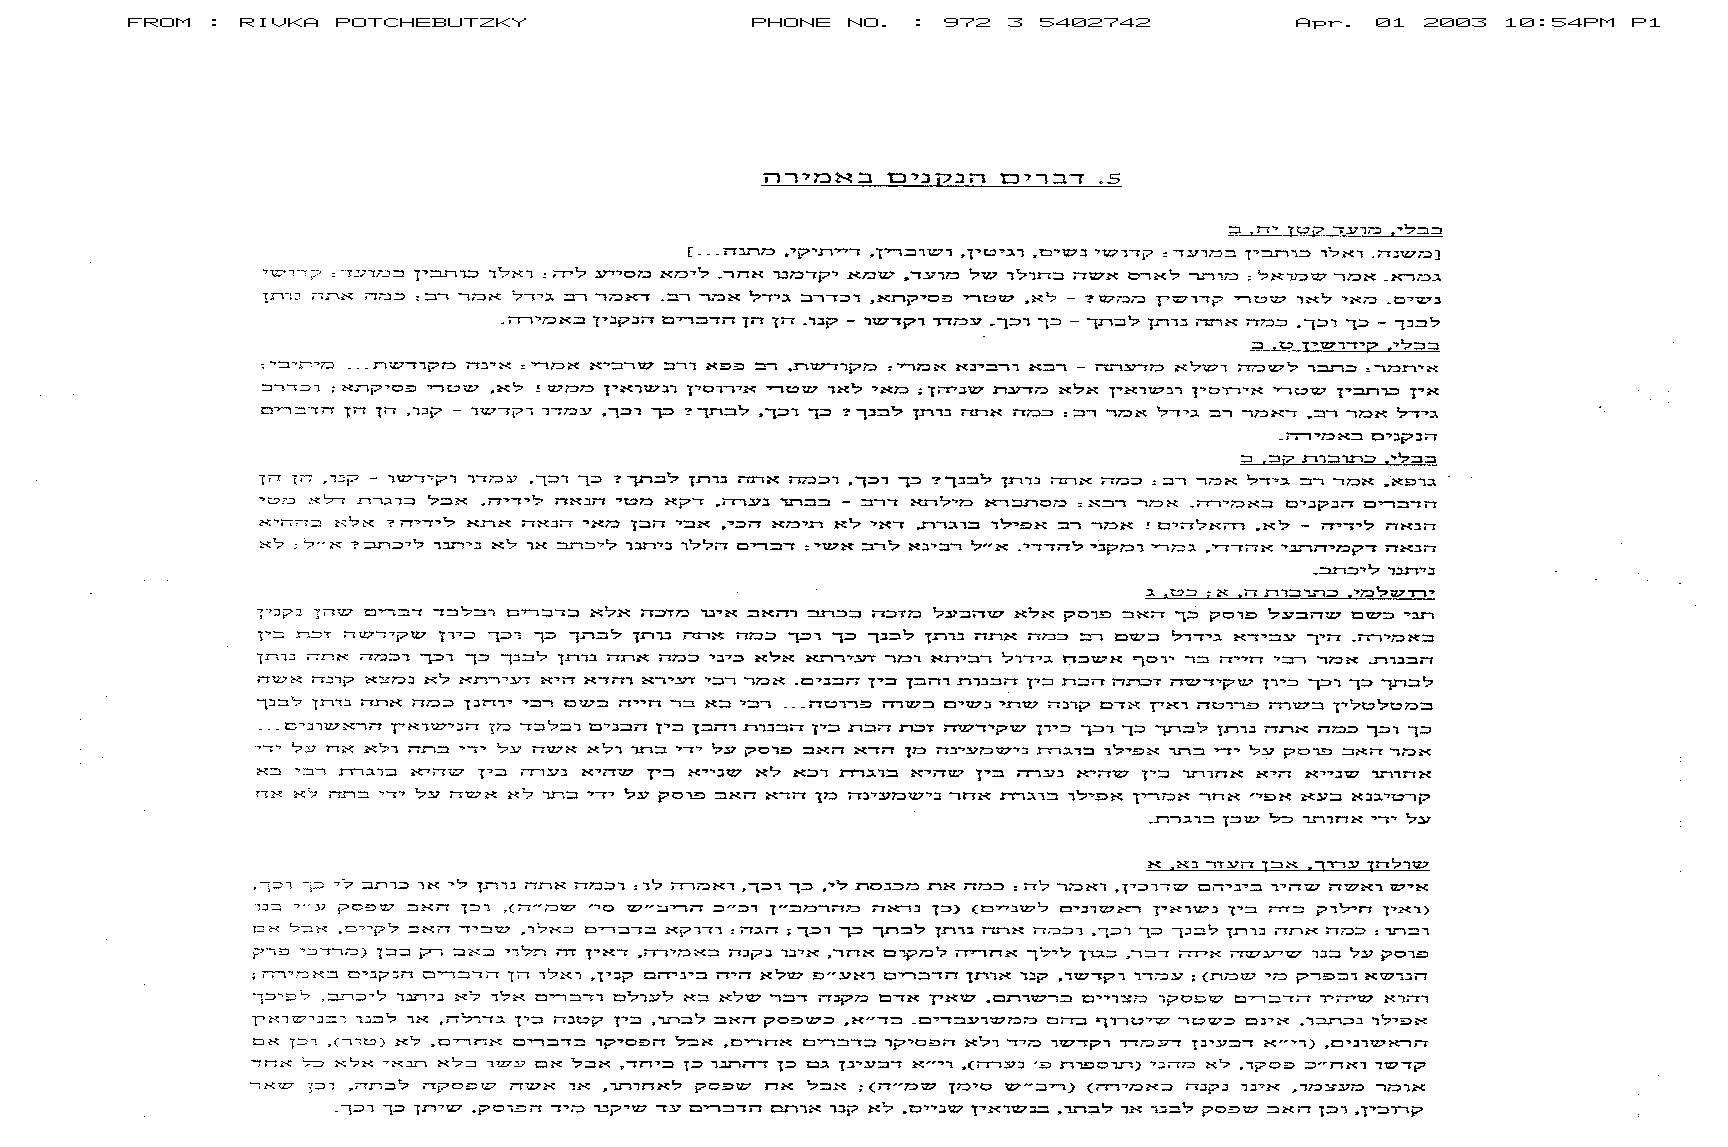 FROM : RIVKA POTCHEBUTZKY PHONE NO. : 972 3 5402742 Apr. 01 2003 10:54PM P1
5. דברים הנקנים באמירה
בבלי, מועד קטן יח, ב
[משנה. ואלו כותבין במועד: קדושי נשים, וגיטין, ושוברין, דייתיקי, מתנה...]
גמרא. אמר שמואל: מותר לארס אשה בחולו של מועד, שמא יקדמנו אחר. לימא מסייע ליה: ואלו כותבין במועד: קדושי
נשים. מאי לאו שטרי קדושין ממש? - לא, שטרי פסיקתא, וכדרב גידל אמר רב. דאמר רב גידל אמר רב: כמה אתה נותן
לבנך - כך וכך, כמה אתה נותן לבתך - כך וכך, עמדו וקדשו - קנו. הן הן הדברים הנקנין באמירה.
בבלי, קידושין ט, ב
איתמר: כתבו לשמה ושלא מדעתה - רבא ורבינא אמרי: מקודשת, רב פפא ורב שרביא אמרי: אינה מקודשת... מיתיבי:
אין כותבין שטרי אירוסין ונשואין אלא מדעת שניהן; מאי לאו שטרי אירוסין ונשואין ממש! לא, שטרי פסיקתא; וכדרב
גידל אמר רב, דאמר רב גידל אמר רב: כמה אתה נותן לבנך? כך וכך, לבתך? כך וכך, עמדו וקדשו - קנו, הן הן הדברים
הנקנים באמירה.
בבלי, כתובות קב, ב
גופא, אמר רב גידל אמר רב: כמה אתה נותן לבנך? כך וכך, וכמה אתה נותן לבתך? כך וכך, עמדו וקידשו - קנו, הן הן
הדברים הנקנים באמירה. אמר רבא: מסתברא מילתא דרב - בבתו נערה, דקא מטי הנאה לידיה, אבל בוגרת דלא מטי
הנאה לידיה - לא, והאלהים! אמר רב אפילו בוגרת, דאי לא תימא הכי, אבי הבן מאי הנאה אתא לידיה? אלא בההיא
הנאה דקמיחתני אהדדי, גמרי ומקני להדדי. א"ל רבינא לרב אשי: דברים הללו ניתנו ליכתב או לא ניתנו ליכתב? א"ל: לא
ניתנו ליכתב.
ירושלמי, כתובות ה, א; כט, ג
תני כשם שהבעל פוסק כך האב פוסק אלא שהבעל מזכה בכתב והאב אינו מזכה אלא בדברים ובלבד דברים שהן נקנין
באמירה. היך עבידא גידול בשם רב כמה אתה נותן לבנך כך וכך כמה אתה נותן לבתך כך וכך כיון שקידשה זכת בין
הבנות. אמר רבי חייה בר יוסף אשכח גידול רביתא ומר זעירתא אלא כיני כמה אתה נותן לבנך כך וכך וכמה אתה נותן
לבתך כך וכך כיון שקידשה זכתה הבת בין הבנות והבן בין הבנים. אמר רבי זעירא והדא היא זעירתא לא נמצא קונה אשה
במטלטלין בשוה פרוטה ואין אדם קונה שתי נשים בשוה פרוטה... רבי בא בר חייה בשם רבי יוחנן כמה אתה נותן לבנך
כך וכך כמה אתה נותן לבתך כך וכך כיון שקידשה זכת הבת בין הבנות והבן בין הבנים ובלבד מן הנישואין הראשונים...
אמר האב פוסק על ידי בתו אפילו בוגרת נישמעינה מן הדא האב פוסק על ידי בתו ולא אשה על ידי בתה ולא אח על ידי
אחותו שנייא היא אחותו בין שהיא נערה בין שהיא בוגרת וכא לא שנייא בין שהיא נערה בין שהיא בוגרת רבי בא
קרטיגנא בעא אפי' אחר אמרין אפילו בוגרת אחר נישמעינה מן הדא האב פוסק על ידי בתו לא אשה על ידי בתה לא אח
על ידי אחותו כל שכן בוגרת.
שולחן ערוך, אבן העזר נא, א
איש ואשה שהיו ביניהם שדוכין, ואמר לה: כמה את מכנסת לי, כך וכך, ואמרה לו: וכמה אתה נותן לי או כותב לי כך וכך,
(ואין חילוק בזה בין נשואין ראשונים לשניים) (כן נראה מהרמב"ן וכ"כ הריב"ש סי' שמ"ה), וכן האב שפסק ע"י בנו
ובתו: כמה אתה נותן לבנך כך וכך, וכמה אתה נותן לבתך כך וכך; הגה: ודוקא בדברים כאלו, שביד האב לקיים, אבל אם
פוסק על בנו שיעשה איזה דבר, כגון לילך אחריה למקום אחר, אינו נקנה באמירה, דאין זה תלוי באב רק בבן (מרדכי פרק
הנושא ובפרק מי שמת); עמדו וקדשו, קנו אותן הדברים ואע"פ שלא היה ביניהם קנין, ואלו הן הדברים הנקנים באמירה;
והוא שיהיו הדברים שפסקו מצויים ברשותם, שאין אדם מקנה דבר שלא בא לעולם ודברים אלו לא ניתנו ליכתב, לפיכך
אפילו נכתבו, אינם כשטר שיטרוף בהם ממשועבדים. בד"א, כשפסק האב לבתו, בין קטנה בין גדולה, או לבנו ובנישואין
הראשונים, (וי"א דבעינן דעמדו וקדשו מיד ולא הפסיקו בדברים אחרים, אבל הפסיקו בדברים אחרים, לא (טור), וכן אם
קדשו ואח"כ פסקו, לא מהני (תוספות פ' נערה), וי"א דבעינן גם כן דהתנו כן ביחד, אבל אם עשו בלא תנאי אלא כל אחד
אומר מעצמו, אינו נקנה באמירה) (ריב"ש סימן שמ"ה); אבל אח שפסק לאחותו, או אשה שפסקה לבתה, וכן שאר
קרובין, וכן האב שפסק לבנו או לבתו, בנשואין שניים, לא קנו אותם הדברים עד שיקנו מיד הפוסק, שיתן כך וכך.